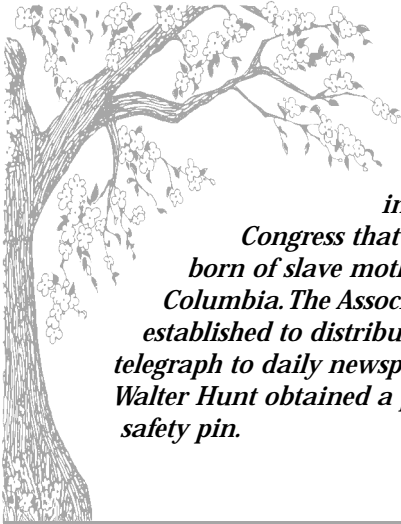 in
Congress that
born of slave moth
Columbia. The Associ
established to distribu
telegraph to daily newsp
Walter Hunt obtained a p
safety pin.